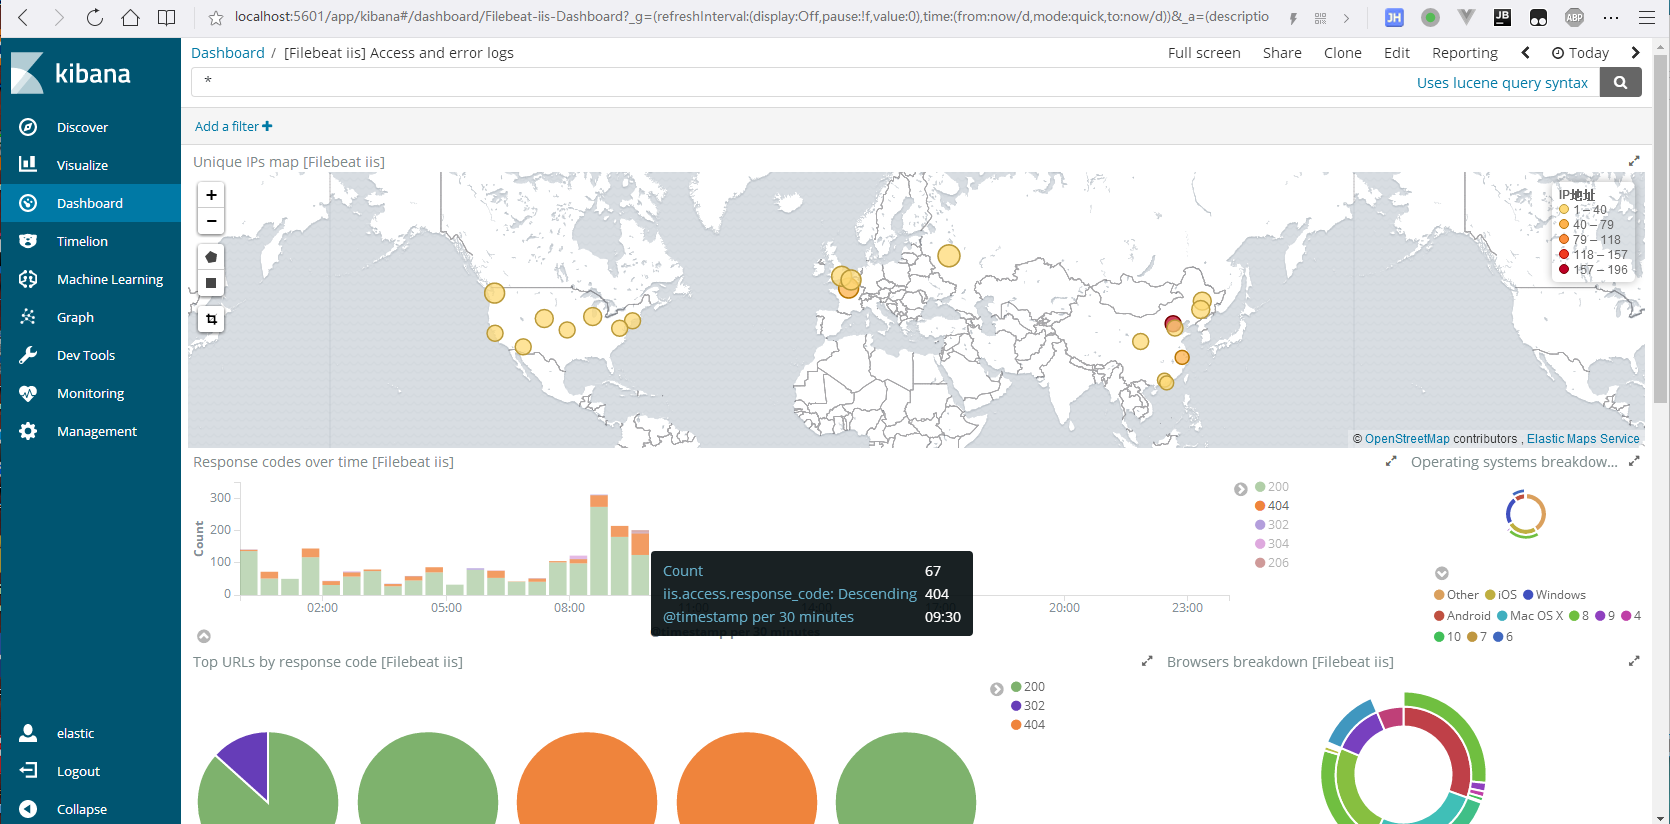 localhost:5601/app/kibana#/dashboard/Filebeat-iis-Dashboard?_g=(refreshInterval:(display:Off,pause:!f,value:0),time:(from:now/d,mode:quick,to:now/d))&_a=(descriptio
JH
JB
ABP
kibana
Discover
Visualize
Dashboard
Timelion
Machine Learning
Graph
Dev Tools
Monitoring
Management
elastic
Logout
Collapse
Dashboard / [Filebeat iis] Access and error logs
Full screen Share Clone Edit Reporting Today
*
Uses lucene query syntax
Add a filter +
Unique IPs map [Filebeat iis]
+
−
IP地址
1 – 40
40 – 79
79 – 118
118 – 157
157 – 196
© OpenStreetMap contributors , Elastic Maps Service
Response codes over time [Filebeat iis]
Count
300
200
100
0
02:00 05:00 08:00 20:00 23:00
@timestamp per 30 minutes
200
404
302
304
206
Count 67
iis.access.response_code: Descending 404
@timestamp per 30 minutes 09:30
Operating systems breakdow...
Other iOS Windows
Android Mac OS X 8 9 4
10 7 6
Top URLs by response code [Filebeat iis]
200
302
404
Browsers breakdown [Filebeat iis]